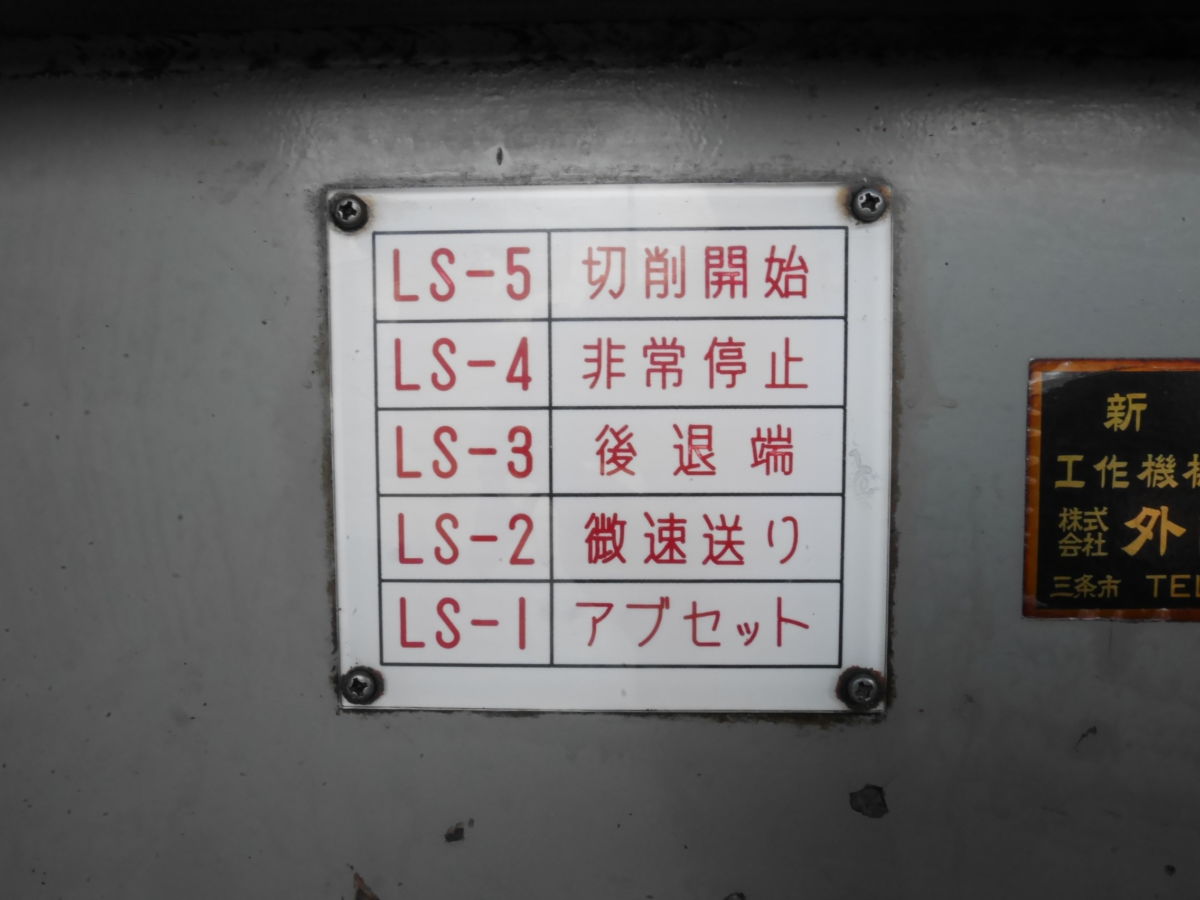 LS-5 切削開始
LS-4 非常停止
LS-3 後退端
LS-2 微速送り
LS-1 アプセット
新
工作機
株式会社 外
三条市 TEL